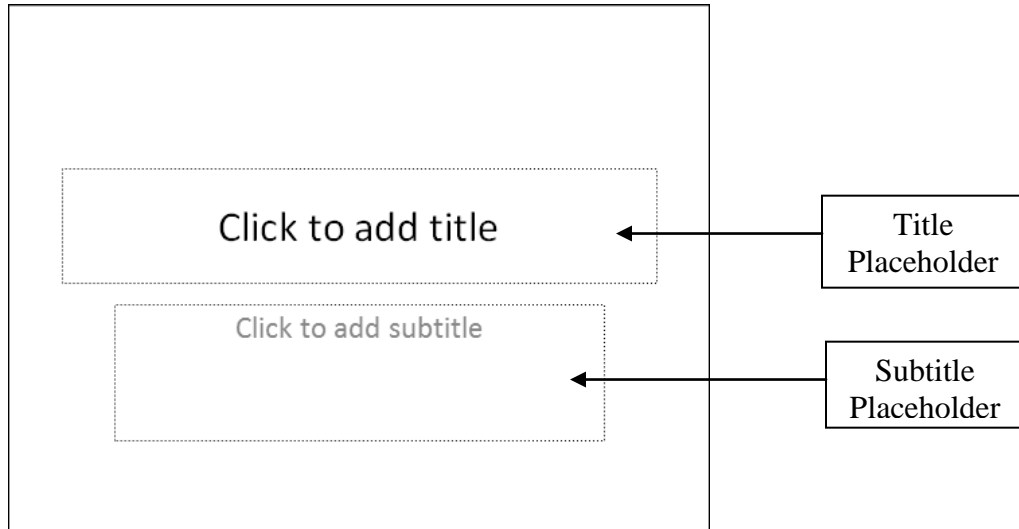 Click to add title
Title
Placeholder
Click to add subtitle
Subtitle
Placeholder